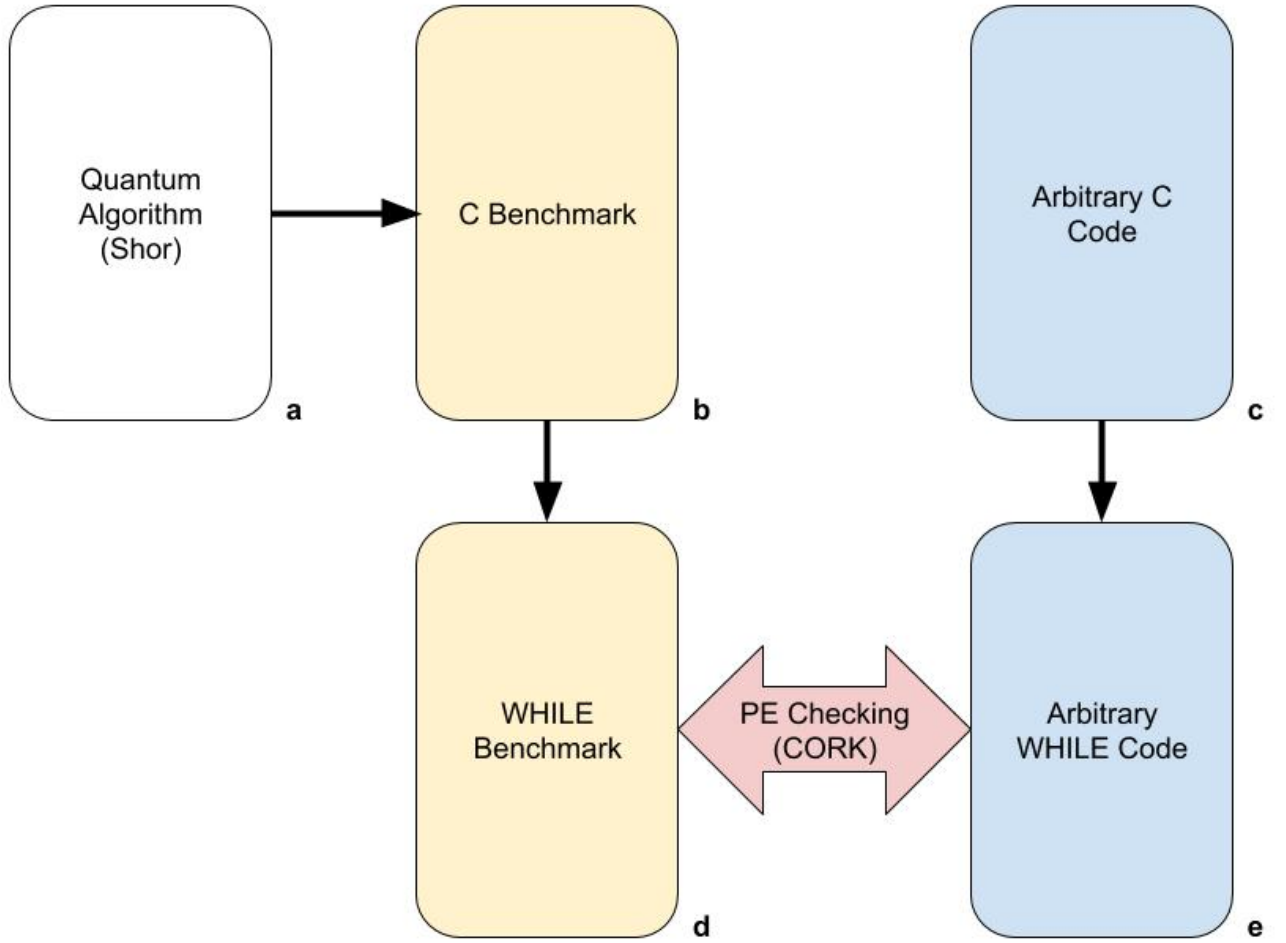 Quantum
Algorithm
(Shor)
a
C Benchmark
b
Arbitrary C
Code
c
WHILE
Benchmark
d
PE Checking
(CORK)
Arbitrary
WHILE Code
e